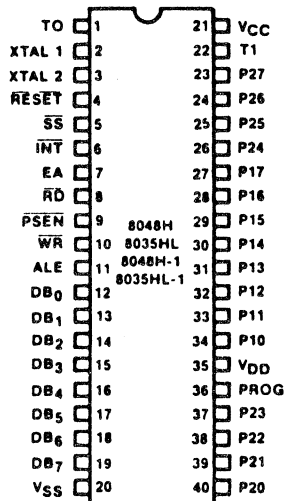 TO 1 21 VCC
XTAL 1 2 22 T1
XTAL 2 3 23 P27
RESET 4 24 P26
SS 5 25 P25
INT 6 26 P24
EA 7 27 P17
RD 8 28 P16
PSEN 9 8048H 29 P15
WR 10 8035HL 30 P14
8048H-1
ALE 11 8035HL-1 31 P13
DB0 12 32 P12
DB1 13 33 P11
DB2 14 34 P10
DB3 15 35 VDD
DB4 16 36 PROG
DB5 17 37 P23
DB6 18 38 P22
DB7 19 39 P21
VSS 20 40 P20